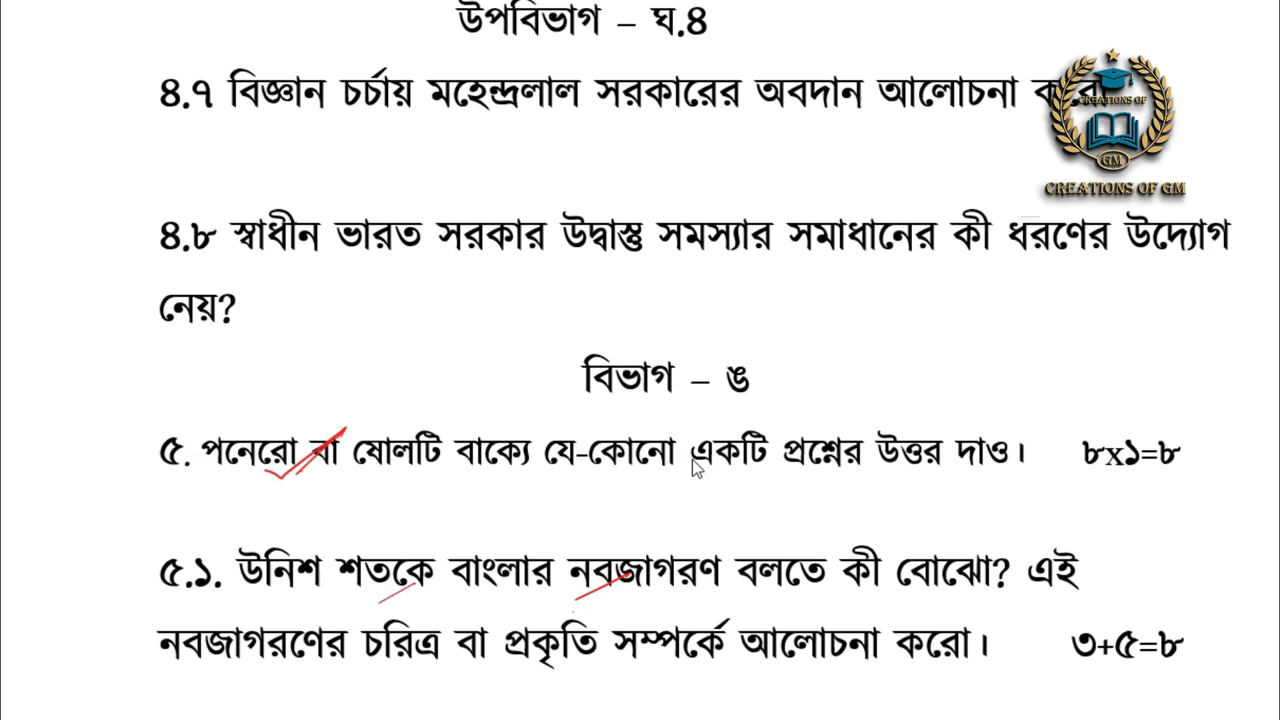 উপবিভাগ – ঘ.৪
৪.৭ বিজ্ঞান চর্চায় মহেন্দ্রলাল সরকারের অবদান আলোচনা
CREATIONS OF
GM
CREATIONS OF GM
৪.৮ স্বাধীন ভারত সরকার উদ্বাস্তু সমস্যার সমাধানের কী ধরণের উদ্যোগ
নেয়?
বিভাগ – ঙ
৫. পনেরো বা ষোলটি বাক্যে যে-কোনো একটি প্রশ্নের উত্তর দাও। ৮x১=৮
৫.১. উনিশ শতকে বাংলার নবজাগরণ বলতে কী বোঝো? এই
নবজাগরণের চরিত্র বা প্রকৃতি সম্পর্কে আলোচনা করো। ৩+৫=৮